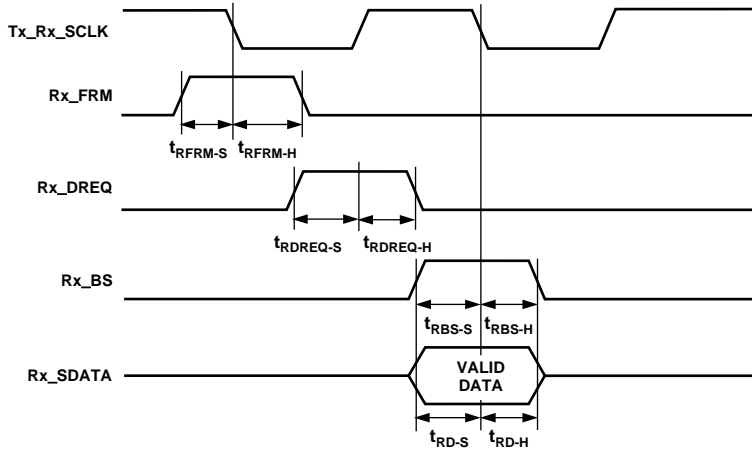 Tx_Rx_SCLK
Rx_FRM
tRFRM-S tRFRM-H
Rx_DREQ
tRDREQ-S tRDREQ-H
Rx_BS
tRBS-S tRBS-H
Rx_SDATA
VALID
DATA
tRD-S tRD-H